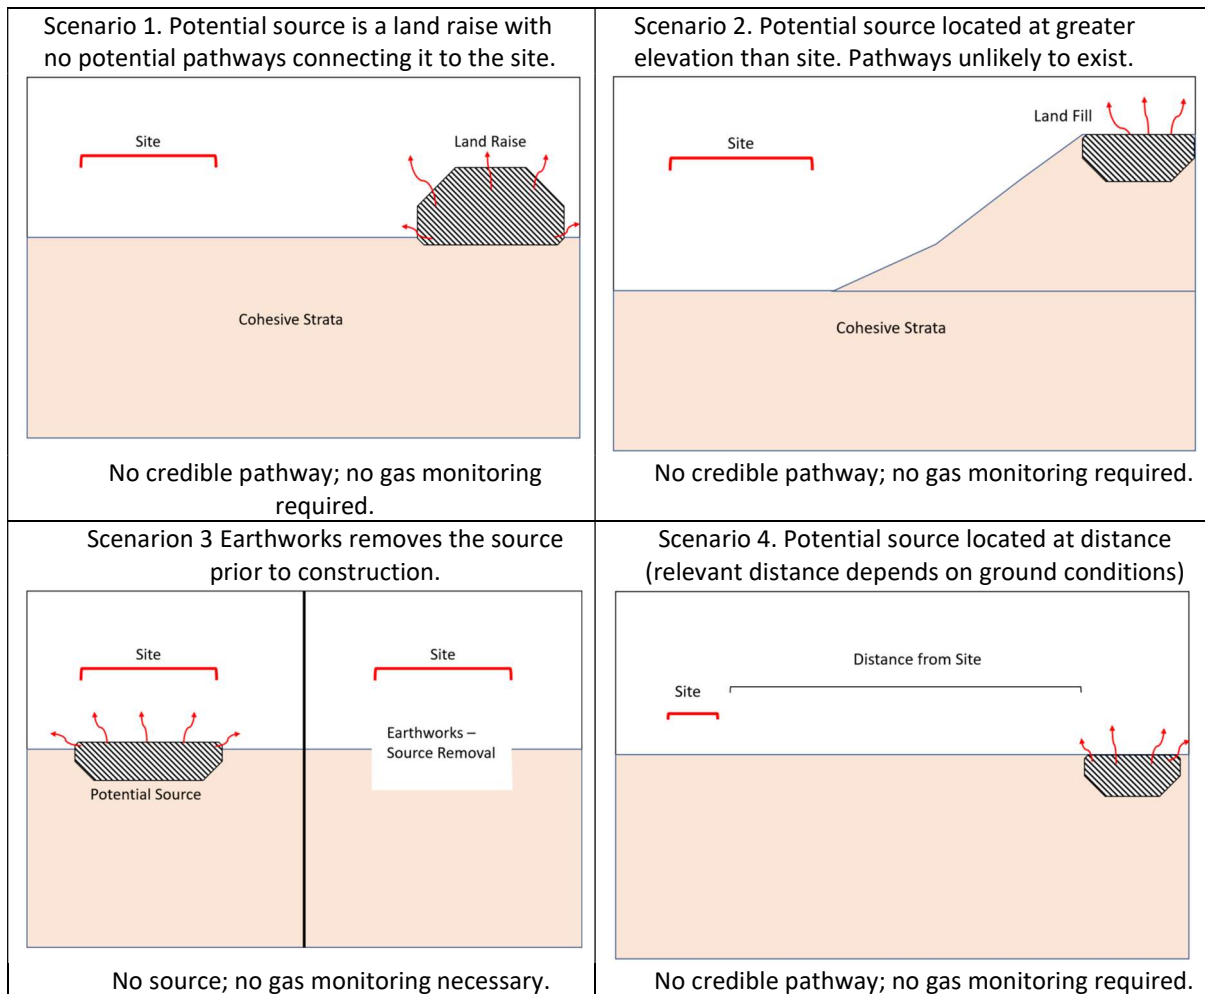 Scenario 1. Potential source is a land raise with
no potential pathways connecting it to the site.
Site
Land Raise
Cohesive Strata
No credible pathway; no gas monitoring
required.
Scenario 2. Potential source located at greater
elevation than site. Pathways unlikely to exist.
Land Fill
Site
Cohesive Strata
No credible pathway; no gas monitoring required.
Scenarion 3 Earthworks removes the source
prior to construction.
Site
Potential Source
Site
Earthworks –
Source Removal
No source; no gas monitoring necessary.
Scenario 4. Potential source located at distance
(relevant distance depends on ground conditions)
Distance from Site
Site
No credible pathway; no gas monitoring required.